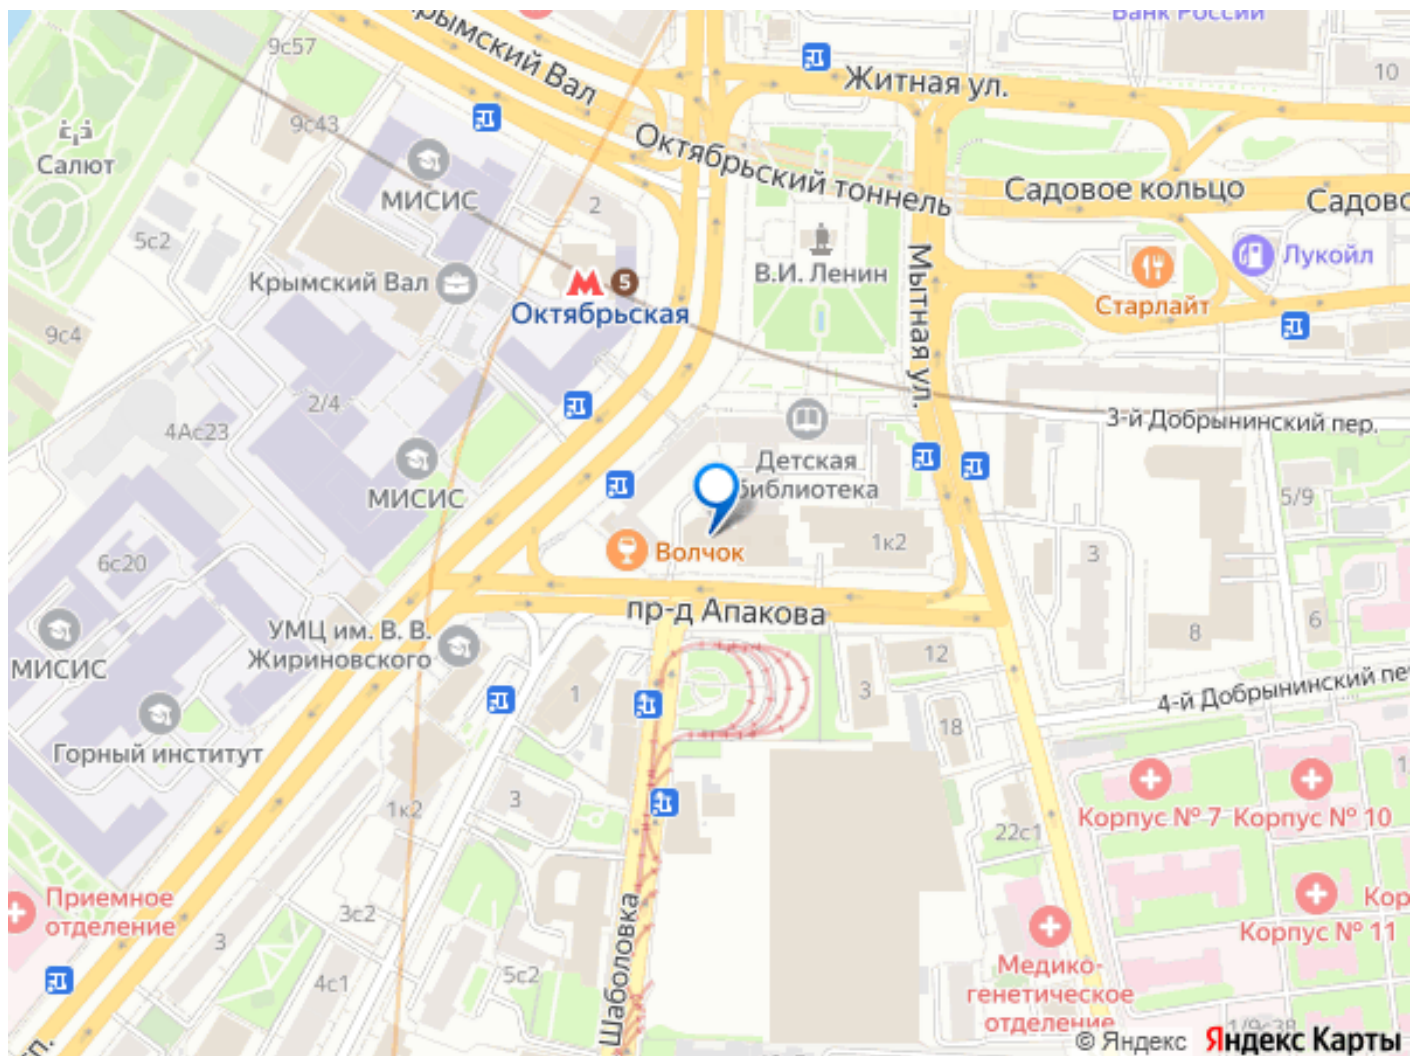 Банк России
9с57
Крымский Вал
Житная ул.
10
9с43
Салют
МИСИС
Октябрьский тоннель
Садовое кольцо
2
5с2
В.И. Ленин
Мытная ул.
Лукойл
Крымский Вал
5
Октябрьская
Старлайт
9с4
2/4
4Ас23
3-й Добрынинский пер.
Детская
библиотека
МИСИС
5/9
Волчок
1к2
3
6с20
пр-д Апакова
6
8
УМЦ им. В. В.
Жириновского
МИСИС
12
1
3
4-й Добрынинский пе
18
Горный институт
1к2
3
Корпус № 7
Корпус № 10
22с1
Приемное
отделение
3с2
3
Корпус № 11
Шаболовка
5с2
4с1
Медико-
генетическое
отделение
1/9с38
© Яндекс
Яндекс Карты